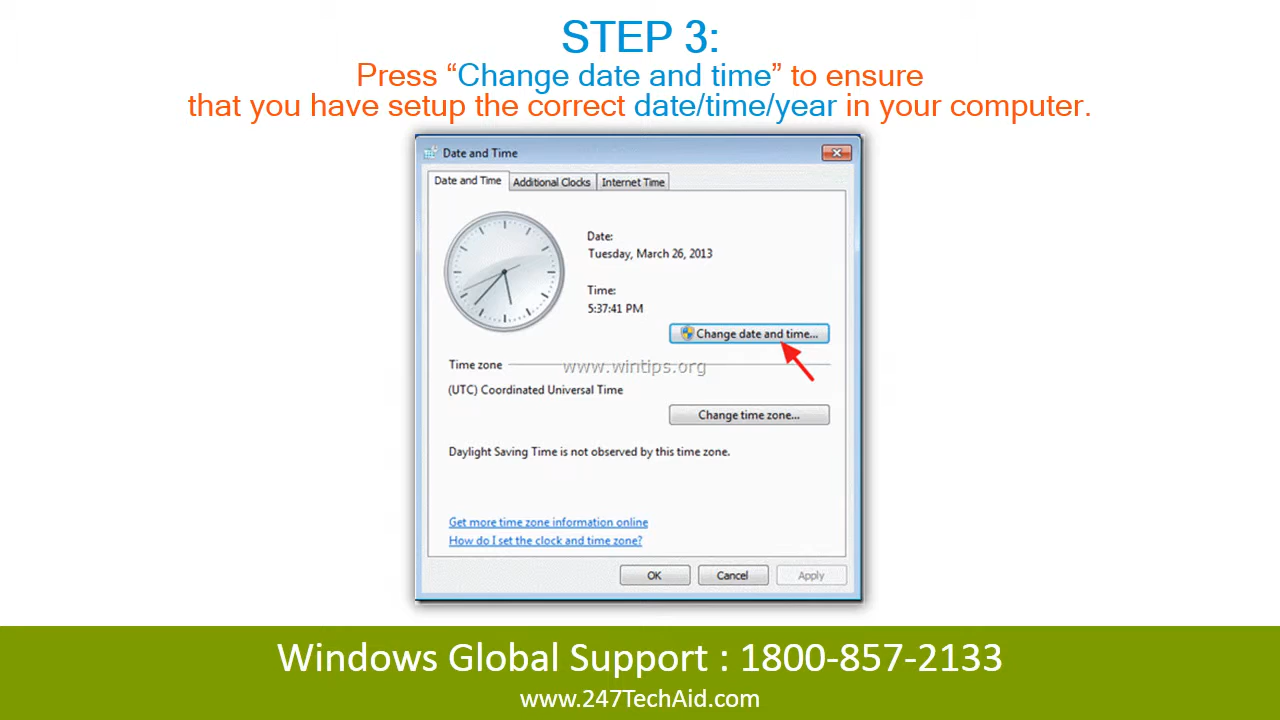 STEP 3:
Press “Change date and time” to ensure
that you have setup the correct date/time/year in your computer.
Date and Time
Date and Time
Additional Clocks
Internet Time
Date:
Tuesday, March 26, 2013
Time:
5:37:41 PM
Change date and time...
Time zone
www.wintips.org
(UTC) Coordinated Universal Time
Change time zone...
Daylight Saving Time is not observed by this time zone.
Get more time zone information online
How do I set the clock and time zone?
OK
Cancel
Apply
Windows Global Support : 1800-857-2133
www.247TechAid.com